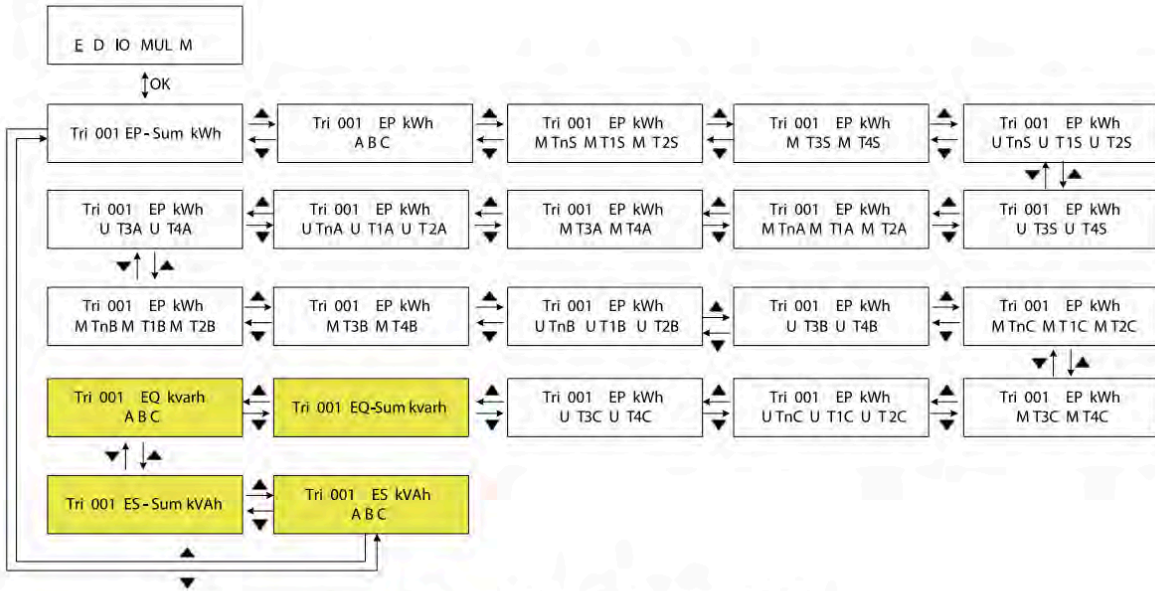 E D IO MUL M
OK
Tri 001 EP-Sum kWh
Tri 001 EP kWh
A B C
Tri 001 EP kWh
M TnS M T1S M T2S
Tri 001 EP kWh
M T3S M T4S
Tri 001 EP kWh
U TnS U T1S U T2S
Tri 001 EP kWh
U T3A U T4A
Tri 001 EP kWh
U TnA U T1A U T2A
Tri 001 EP kWh
M T3A M T4A
Tri 001 EP kWh
M TnA M T1A M T2A
Tri 001 EP kWh
U T3S U T4S
Tri 001 EP kWh
M TnB M T1B M T2B
Tri 001 EP kWh
M T3B M T4B
Tri 001 EP kWh
U TnB U T1B U T2B
Tri 001 EP kWh
U T3B U T4B
Tri 001 EP kWh
M TnC M T1C M T2C
Tri 001 EQ kvarh
A B C
Tri 001 EQ-Sum kvarh
Tri 001 EP kWh
U T3C U T4C
Tri 001 EP kWh
U TnC U T1C U T2C
Tri 001 EP kWh
M T3C M T4C
Tri 001 ES-Sum kVAh
Tri 001 ES kVAh
A B C